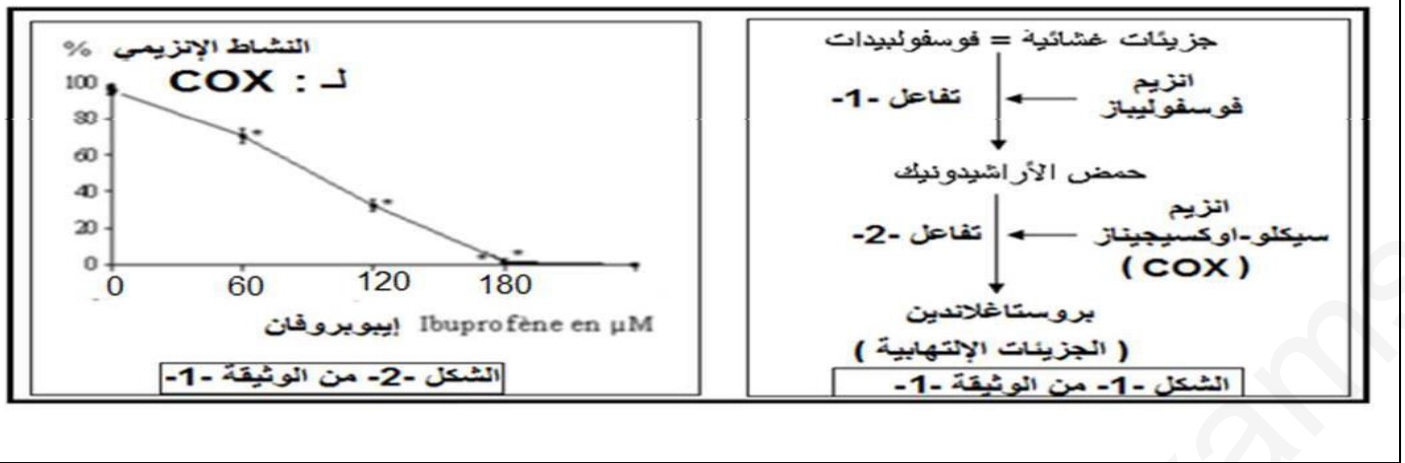 جزيئات غشائية = فوسفولبيدات
انزيم
فوسفوليباز
تفاعل -1-
حمض الأراشيدونيك
انزيم
سيكلو-اوكسيجيناز
( COX )
تفاعل -2-
بروستاغلاندين
( الجزيئات الإلتهابية )
الشكل -1- من الوثيقة -1-
% النشاط الإنزيمي
لـ : COX
100
80
60
40
20
0
0 60 120 180
إيبوبروفان Ibuprofène en µM
الشكل -2- من الوثيقة -1-